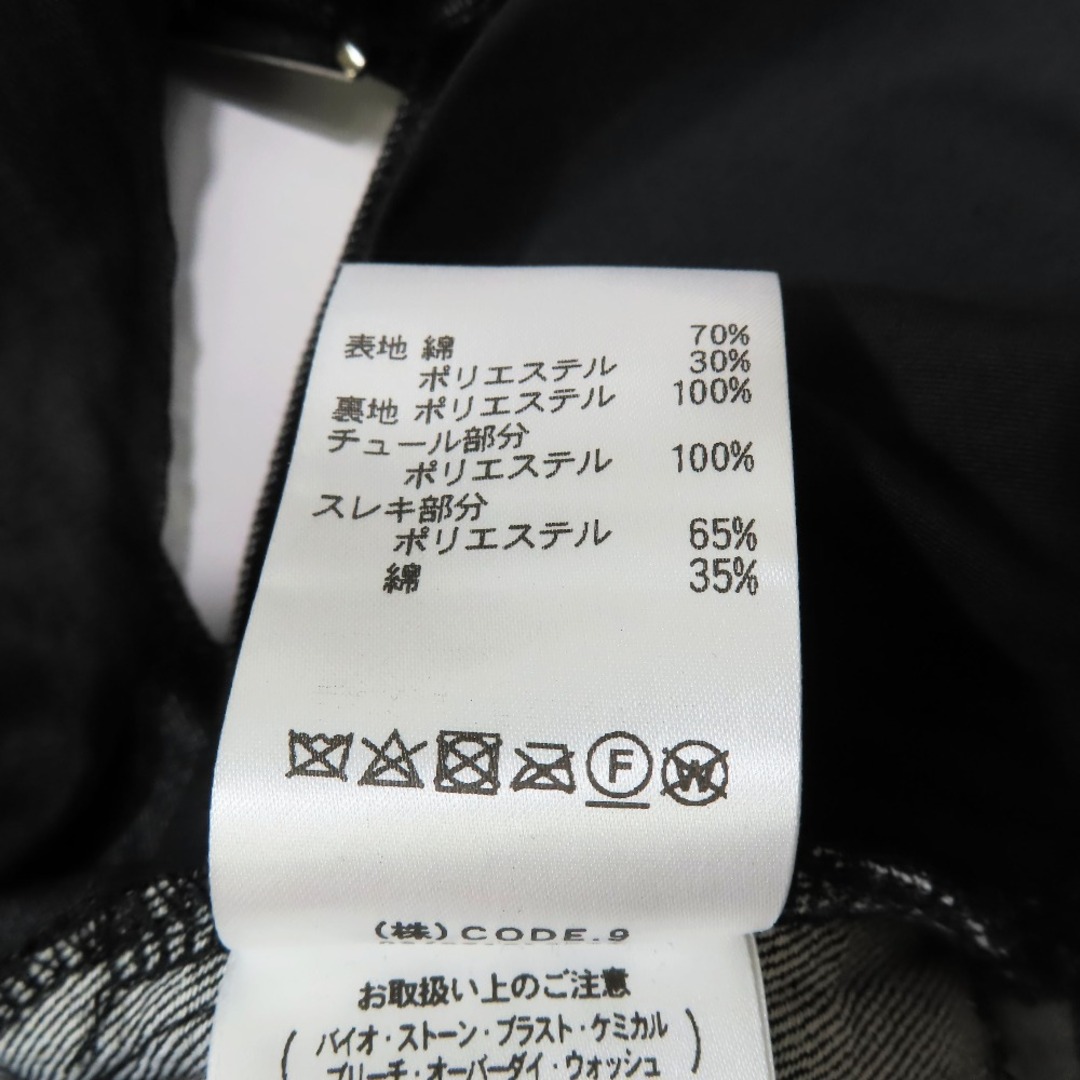 表地 綿 70%
ポリエステル 30%
裏地 ポリエステル 100%
チュール部分
ポリエステル 100%
スレキ部分
ポリエステル 65%
綿 35%
F W
(株)CODE.9
お取扱い上のご注意
バイオ・ストーン・ブラスト・ケミカル
ブリーチ・オーバーダイ・ウォッシュ